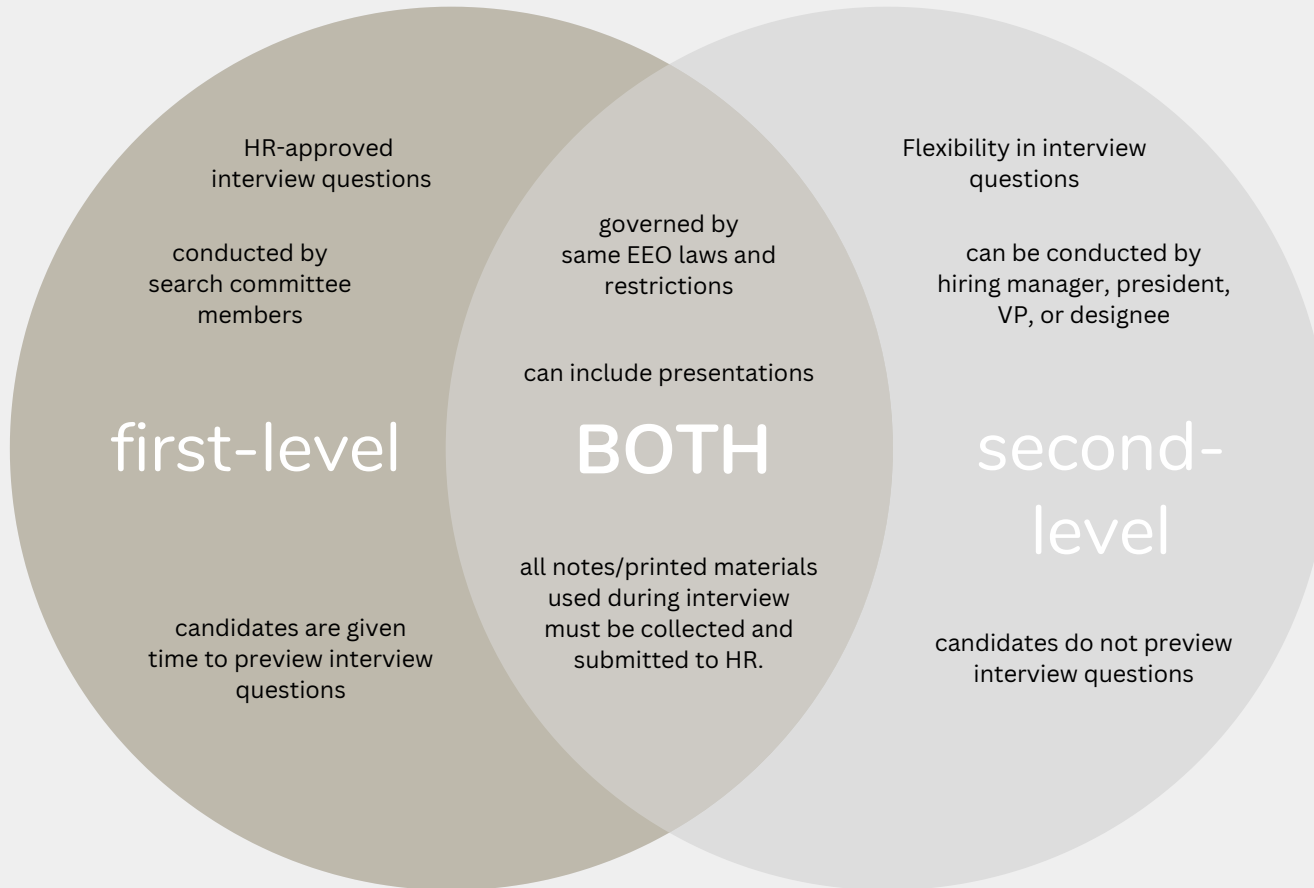 HR-approved
interview questions
conducted by
search committee
members
first-level
candidates are given
time to preview interview
questions
governed by
same EEO laws and
restrictions
can include presentations
BOTH
all notes/printed materials
used during interview
must be collected and
submitted to HR.
Flexibility in interview
questions
can be conducted by
hiring manager, president,
VP, or designee
second-
level
candidates do not preview
interview questions